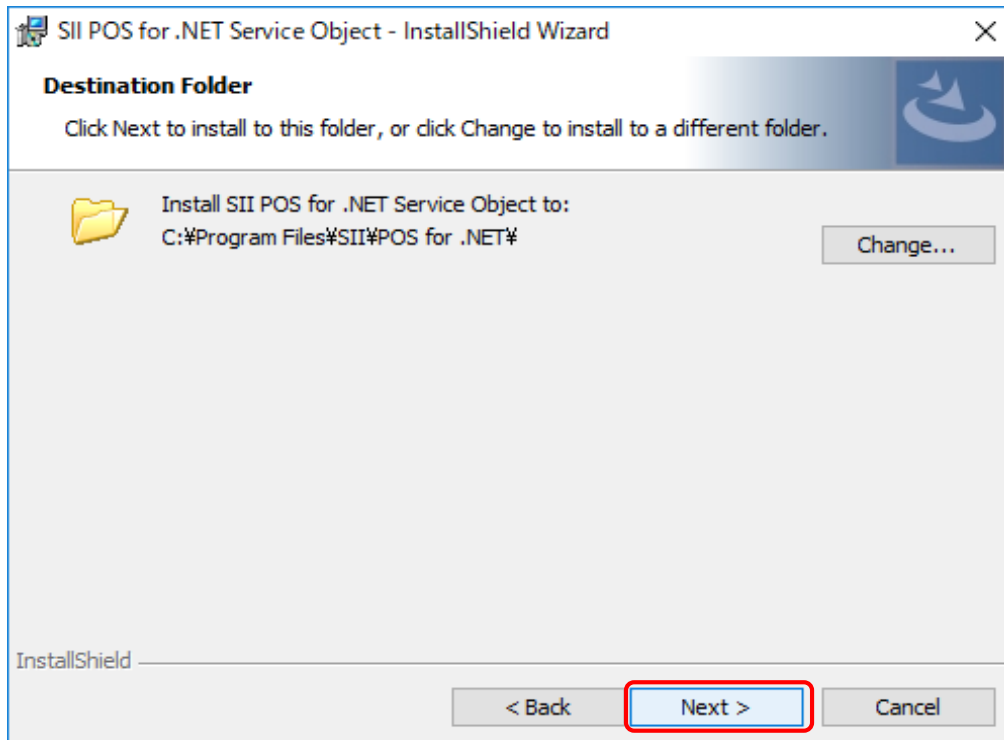 SII POS for .NET Service Object - InstallShield Wizard
Destination Folder
Click Next to install to this folder, or click Change to install to a different folder.
Install SII POS for .NET Service Object to:
C:¥Program Files¥SII¥POS for .NET¥
Change...
InstallShield
< Back
Next >
Cancel